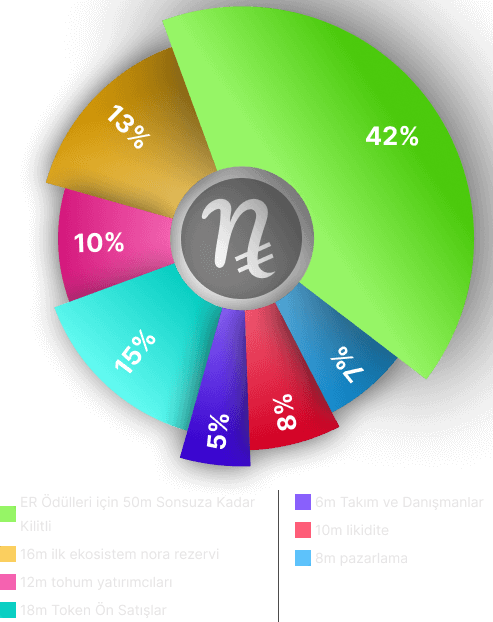 42%
13%
10%
15%
5%
8%
7%
ER Ödülleri için 50m Sonsuza Kadar
Kilitli
16m ilk ekosistem nora rezervi
12m tohum yatırımcıları
18m Token Ön Satışlar
6m Takım ve Danışmanlar
10m likidite
8m pazarlama